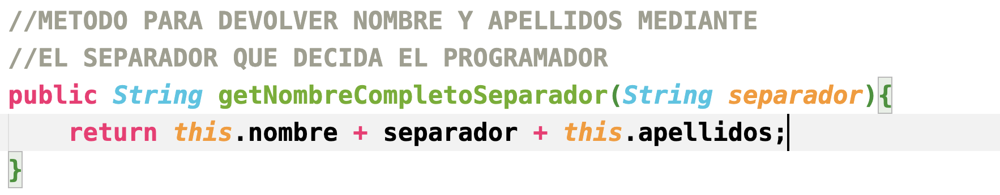 //METODO PARA DEVOLVER NOMBRE Y APELLIDOS MEDIANTE
//EL SEPARADOR QUE DECIDA EL PROGRAMADOR
public String getNombreCompletoSeparador(String separador){
    return this.nombre + separador + this.apellidos;
}